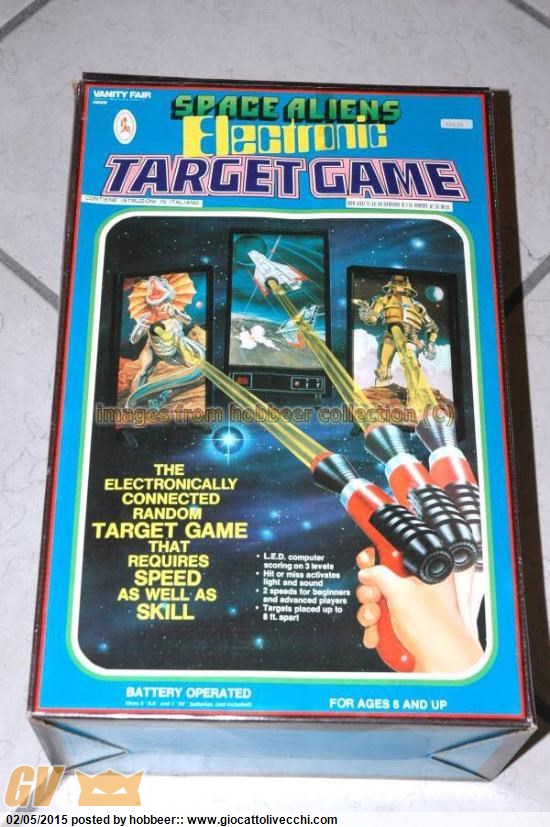 VANITY FAIR
SPACE ALIENS
Electronic
TARGET GAME
CONTIENE ISTRUZIONI IN ITALIANO
images from hobbeer collection (C)
THE
ELECTRONICALLY
CONNECTED
RANDOM
TARGET GAME
THAT
REQUIRES
SPEED
AS WELL AS
SKILL
• L.E.D. computer
scoring on 3 levels
• Hit or miss activates
light and sound
• 2 speeds for beginners
and advanced players
• Targets placed up to
8 ft. apart
BATTERY OPERATED
FOR AGES 6 AND UP
GV
02/05/2015 posted by hobbeer:: www.giocattolivecchi.com